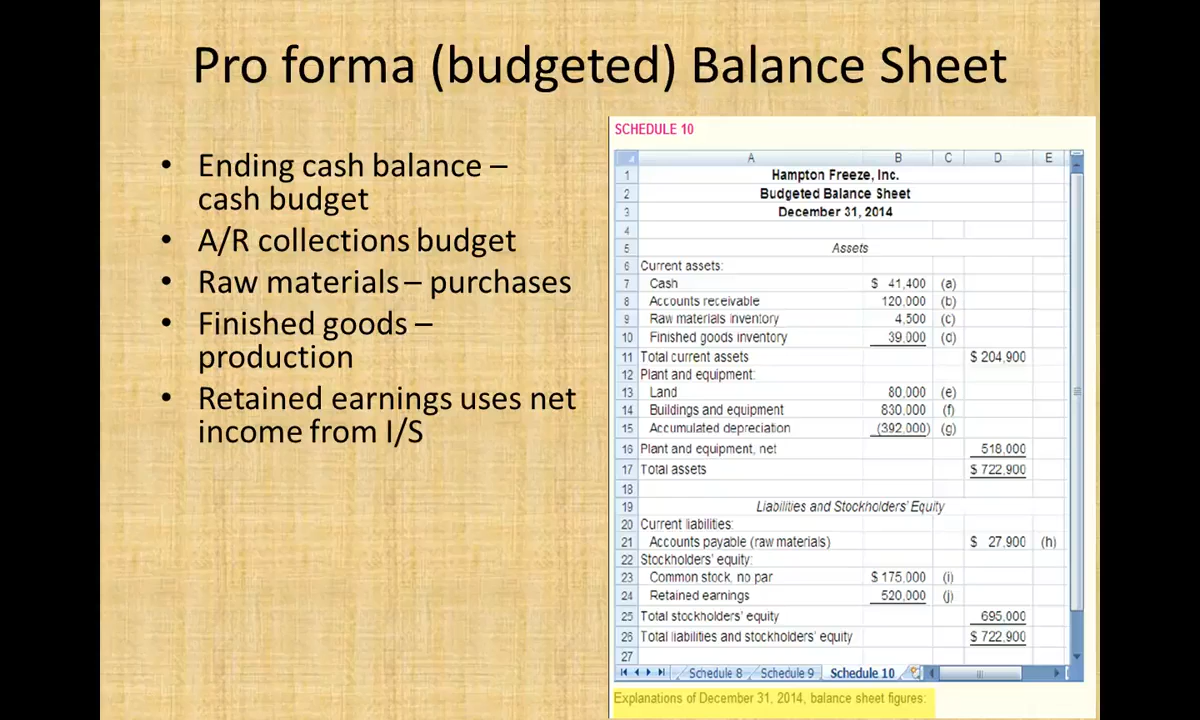 Pro forma (budgeted) Balance Sheet
• Ending cash balance –
cash budget
• A/R collections budget
• Raw materials – purchases
• Finished goods –
production
• Retained earnings uses net
income from I/S
SCHEDULE 10
A B C D E
1 Hampton Freeze, Inc.
2 Budgeted Balance Sheet
3 December 31, 2014
4
5 Assets
6 Current assets:
7 Cash $ 41,400 (a)
8 Accounts receivable 120,000 (b)
9 Raw materials inventory 4,500 (c)
10 Finished goods inventory 39,000 (d)
11 Total current assets $ 204,900
12 Plant and equipment:
13 Land 80,000 (e)
14 Buildings and equipment 830,000 (f)
15 Accumulated depreciation (392,000) (g)
16 Plant and equipment, net 518,000
17 Total assets $ 722,900
18
19 Liabilities and Stockholders' Equity
20 Current liabilities:
21 Accounts payable (raw materials) $ 27,900 (h)
22 Stockholders' equity:
23 Common stock, no par $ 175,000 (i)
24 Retained earnings 520,000 (j)
25 Total stockholders' equity 695,000
26 Total liabilities and stockholders' equity $ 722,900
27
Schedule 8 Schedule 9 Schedule 10
Explanations of December 31, 2014, balance sheet figures: